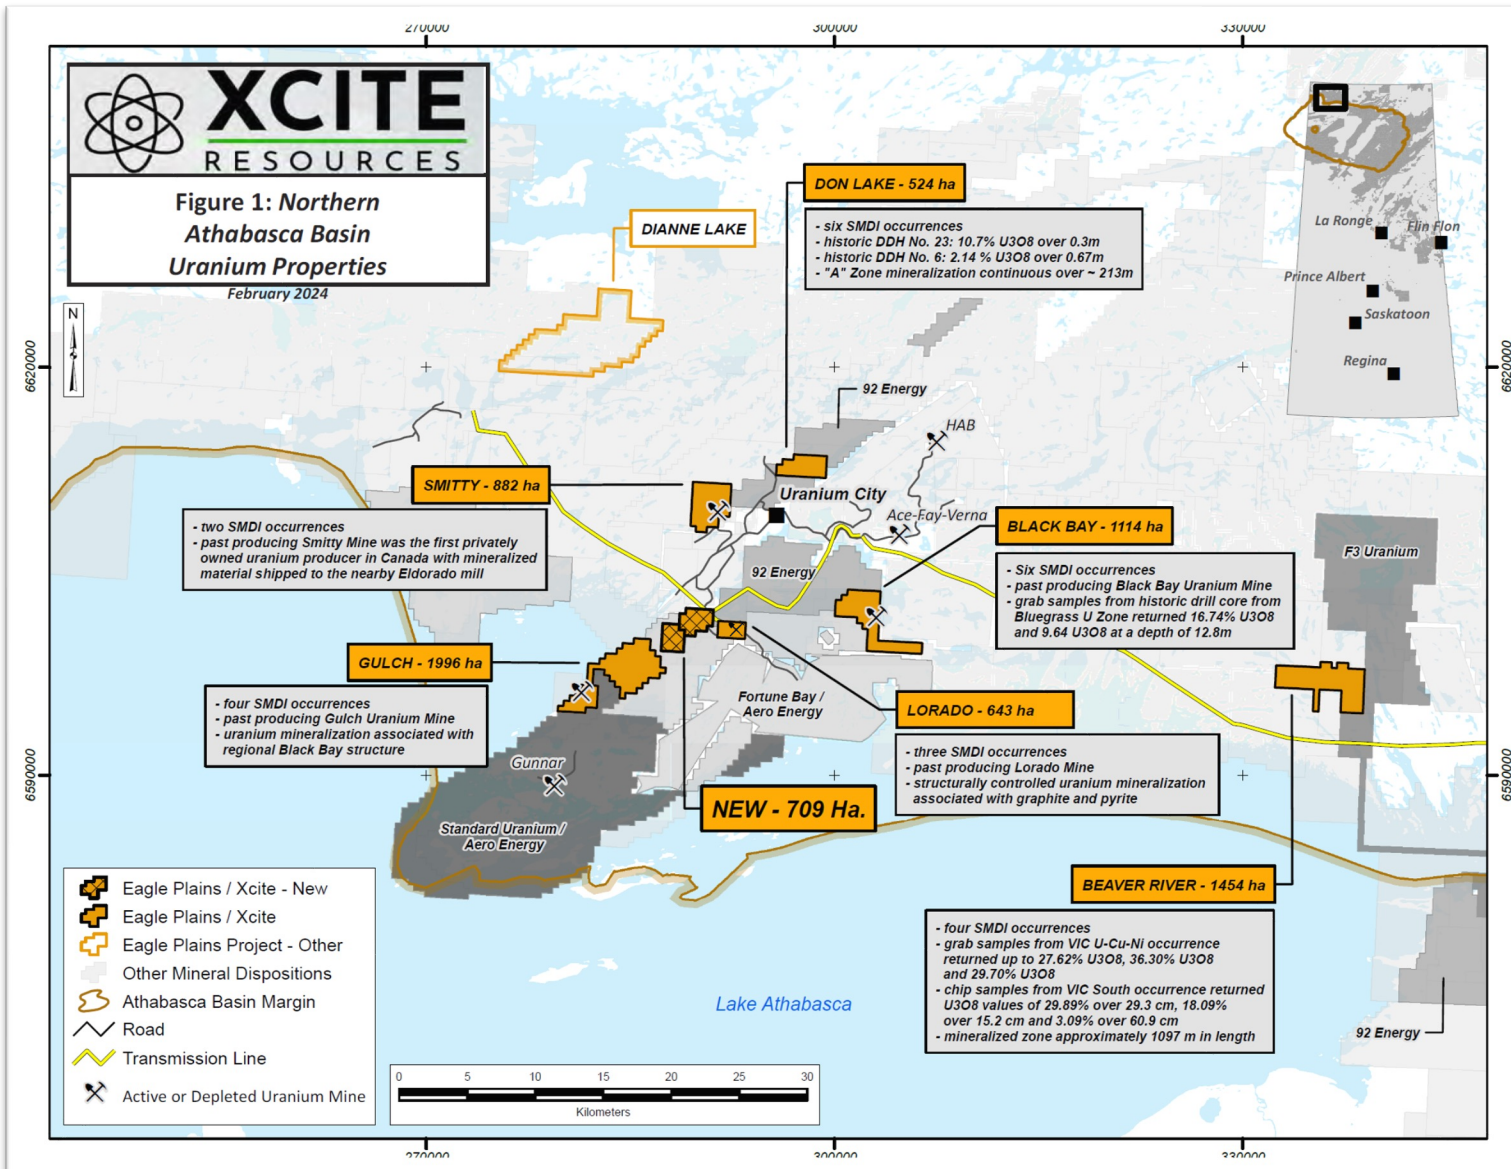 270000
300000
330000
XCITE
RESOURCES
Figure 1: Northern
Athabasca Basin
Uranium Properties
February 2024
N
6620000
6620000
6590000
6590000
DIANNE LAKE
DON LAKE - 524 ha
- six SMDI occurrences
- historic DDH No. 23: 10.7% U3O8 over 0.3m
- historic DDH No. 6: 2.14 % U3O8 over 0.67m
- "A" Zone mineralization continuous over ~ 213m
La Ronge
Flin Flon
Prince Albert
Saskatoon
Regina
92 Energy
HAB
SMITTY - 882 ha
- two SMDI occurrences
- past producing Smitty Mine was the first privately
owned uranium producer in Canada with mineralized
material shipped to the nearby Eldorado mill
Uranium City
Ace-Fay-Verna
92 Energy
BLACK BAY - 1114 ha
- Six SMDI occurrences
- past producing Black Bay Uranium Mine
- grab samples from historic drill core from
Bluegrass U Zone returned 16.74% U3O8
and 9.64 U3O8 at a depth of 12.8m
F3 Uranium
GULCH - 1996 ha
- four SMDI occurrences
- past producing Gulch Uranium Mine
- uranium mineralization associated with
regional Black Bay structure
Fortune Bay /
Aero Energy
LORADO - 643 ha
- three SMDI occurrences
- past producing Lorado Mine
- structurally controlled uranium mineralization
associated with graphite and pyrite
Gunnar
NEW - 709 Ha.
Standard Uranium /
Aero Energy
BEAVER RIVER - 1454 ha
- four SMDI occurrences
- grab samples from VIC U-Cu-Ni occurrence
returned up to 27.62% U3O8, 36.30% U3O8
and 29.70% U3O8
- chip samples from VIC South occurrence returned
U3O8 values of 29.89% over 29.3 cm, 18.09%
over 15.2 cm and 3.09% over 60.9 cm
- mineralized zone approximately 1097 m in length
92 Energy
Lake Athabasca
Eagle Plains / Xcite - New
Eagle Plains / Xcite
Eagle Plains Project - Other
Other Mineral Dispositions
Athabasca Basin Margin
Road
Transmission Line
Active or Depleted Uranium Mine
0 5 10 15 20 25 30
Kilometers
270000
300000
330000